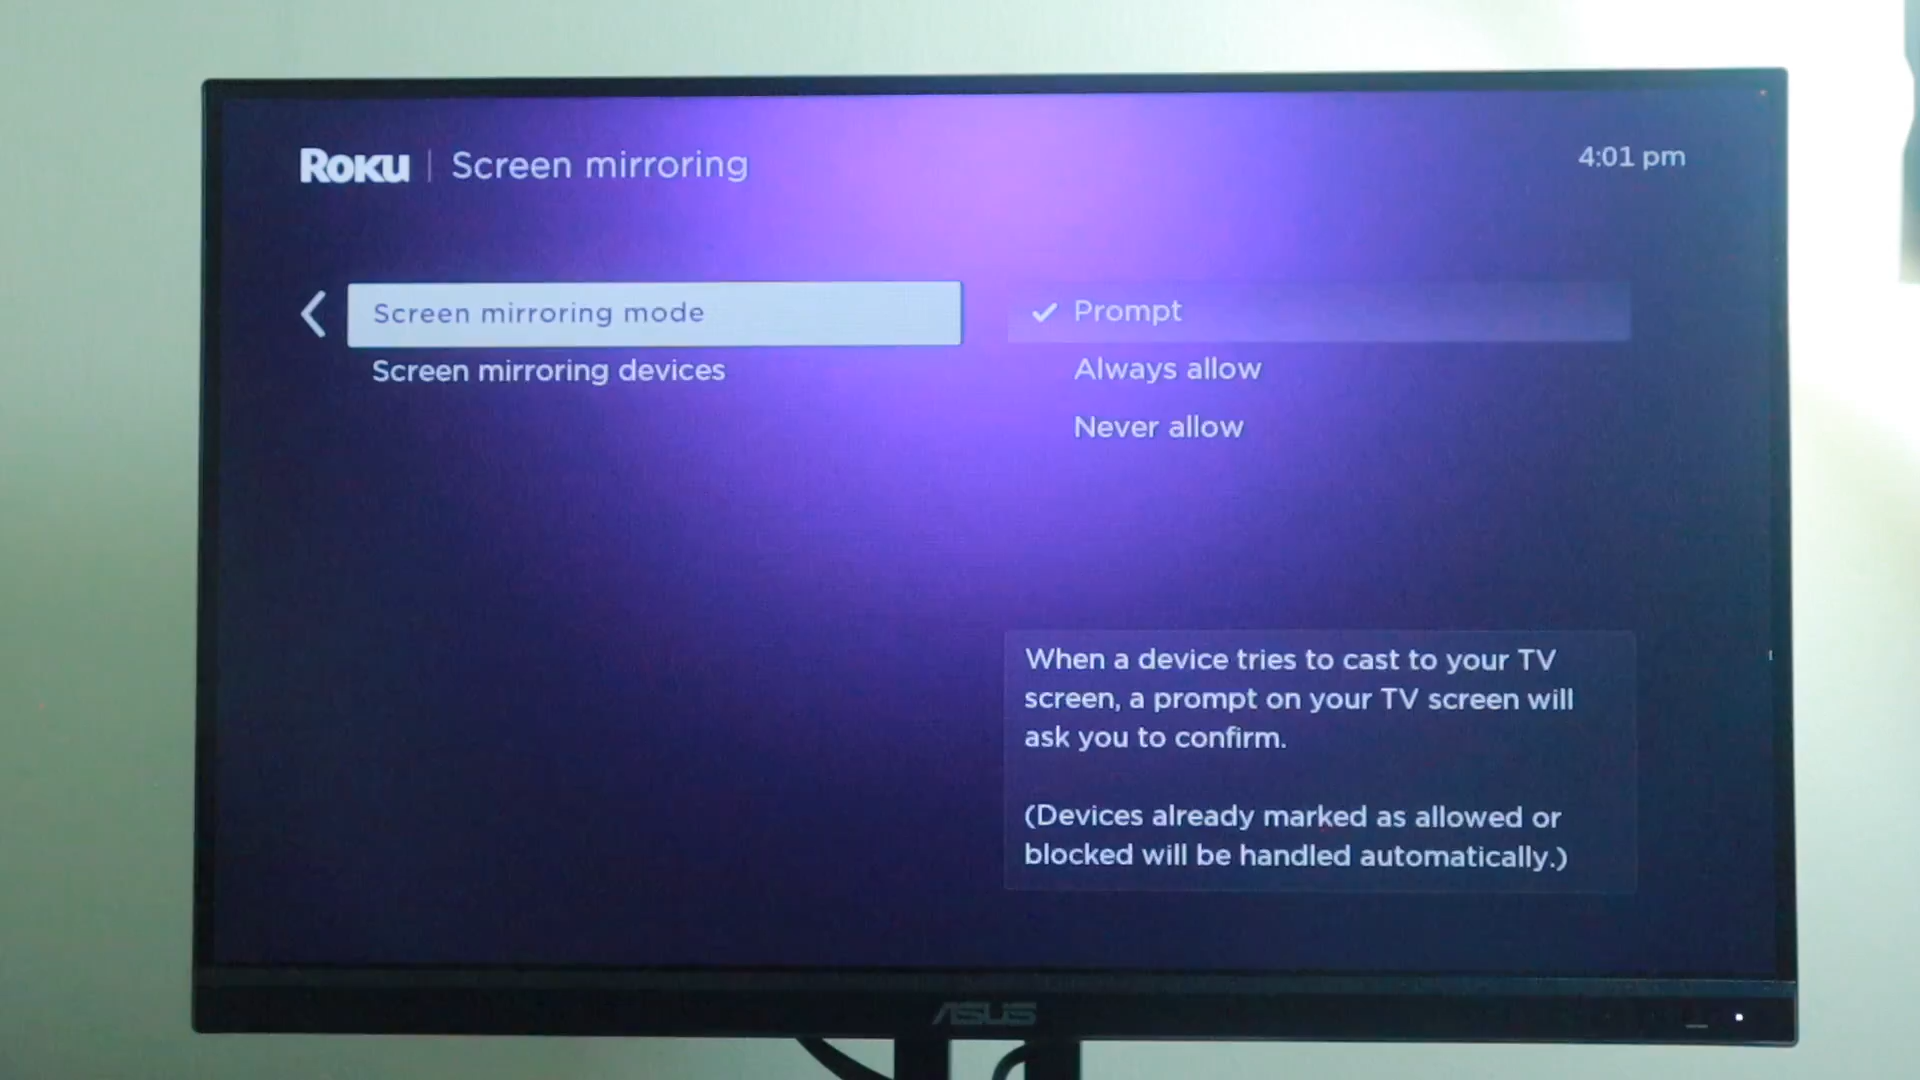 Roku | Screen mirroring
4:01 pm
Screen mirroring mode
Screen mirroring devices
Prompt
Always allow
Never allow
When a device tries to cast to your TV
screen, a prompt on your TV screen will
ask you to confirm.
(Devices already marked as allowed or
blocked will be handled automatically.)
ASUS